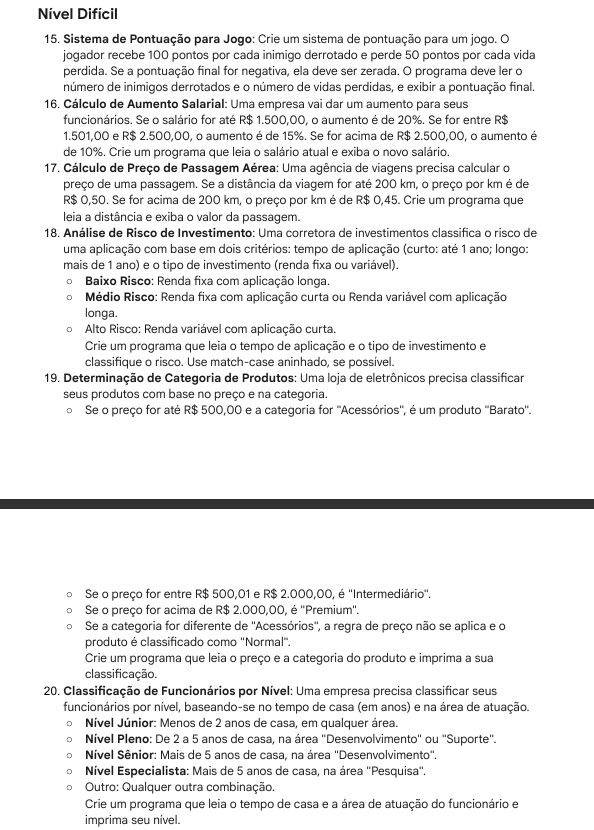 Nível Difícil
15. Sistema de Pontuação para Jogo: Crie um sistema de pontuação para um jogo. O
jogador recebe 100 pontos por cada inimigo derrotado e perde 50 pontos por cada vida
perdida. Se a pontuação final for negativa, ela deve ser zerada. O programa deve ler o
número de inimigos derrotados e o número de vidas perdidas, e exibir a pontuação final.
16. Cálculo de Aumento Salarial: Uma empresa vai dar um aumento para seus
funcionários. Se o salário for até R$ 1.500,00, o aumento é de 20%. Se for entre R$
1.501,00 e R$ 2.500,00, o aumento é de 15%. Se for acima de R$ 2.500,00, o aumento é
de 10%. Crie um programa que leia o salário atual e exiba o novo salário.
17. Cálculo de Preço de Passagem Aérea: Uma agência de viagens precisa calcular o
preço de uma passagem. Se a distância da viagem for até 200 km, o preço por km é de
R$ 0,50. Se for acima de 200 km, o preço por km é de R$ 0,45. Crie um programa que
leia a distância e exiba o valor da passagem.
18. Análise de Risco de Investimento: Uma corretora de investimentos classifica o risco de
uma aplicação com base em dois critérios: tempo de aplicação (curto: até 1 ano; longo:
mais de 1 ano) e o tipo de investimento (renda fixa ou variável).
○ Baixo Risco: Renda fixa com aplicação longa.
○ Médio Risco: Renda fixa com aplicação curta ou Renda variável com aplicação
longa.
○ Alto Risco: Renda variável com aplicação curta.
Crie um programa que leia o tempo de aplicação e o tipo de investimento e
classifique o risco. Use match-case aninhado, se possível.
19. Determinação de Categoria de Produtos: Uma loja de eletrônicos precisa classificar
seus produtos com base no preço e na categoria.
○ Se o preço for até R$ 500,00 e a categoria for "Acessórios", é um produto "Barato".
○ Se o preço for entre R$ 500,01 e R$ 2.000,00, é "Intermediário".
○ Se o preço for acima de R$ 2.000,00, é "Premium".
○ Se a categoria for diferente de "Acessórios", a regra de preço não se aplica e o
produto é classificado como "Normal".
Crie um programa que leia o preço e a categoria do produto e imprima a sua
classificação.
20. Classificação de Funcionários por Nível: Uma empresa precisa classificar seus
funcionários por nível, baseando-se no tempo de casa (em anos) e na área de atuação.
○ Nível Júnior: Menos de 2 anos de casa, em qualquer área.
○ Nível Pleno: De 2 a 5 anos de casa, na área "Desenvolvimento" ou "Suporte".
○ Nível Sênior: Mais de 5 anos de casa, na área "Desenvolvimento".
○ Nível Especialista: Mais de 5 anos de casa, na área "Pesquisa".
○ Outro: Qualquer outra combinação.
Crie um programa que leia o tempo de casa e a área de atuação do funcionário e
imprima seu nível.